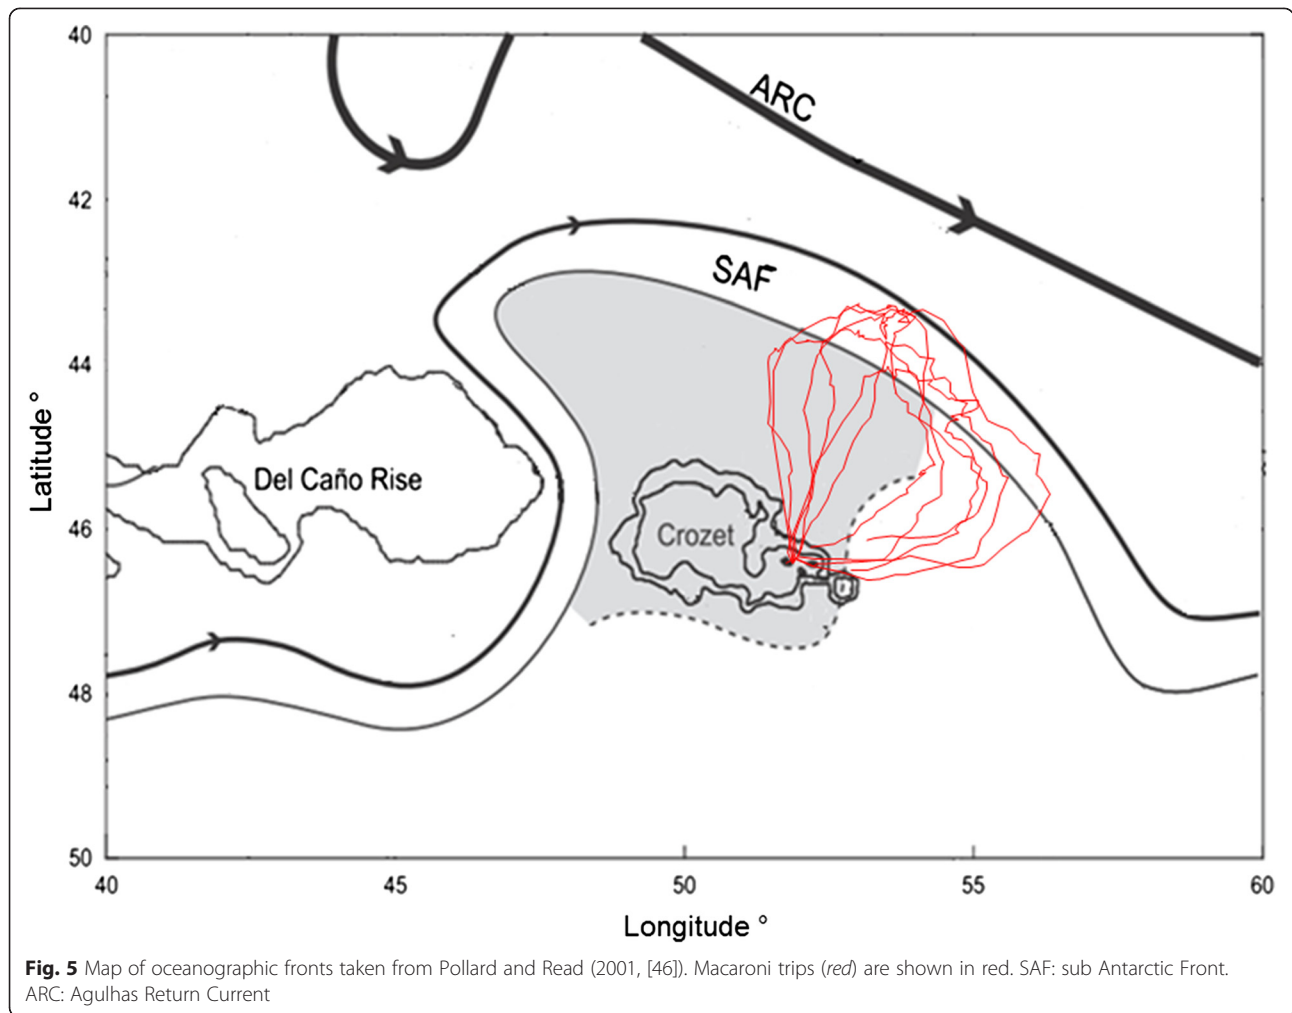 40
ARC
42
SAF
44
Latitude °
Del Caño Rise
46
Crozet
48
50
40 45 50 55 60
Longitude °
Fig. 5 Map of oceanographic fronts taken from Pollard and Read (2001, [46]). Macaroni trips (red) are shown in red. SAF: sub Antarctic Front.
ARC: Agulhas Return Current